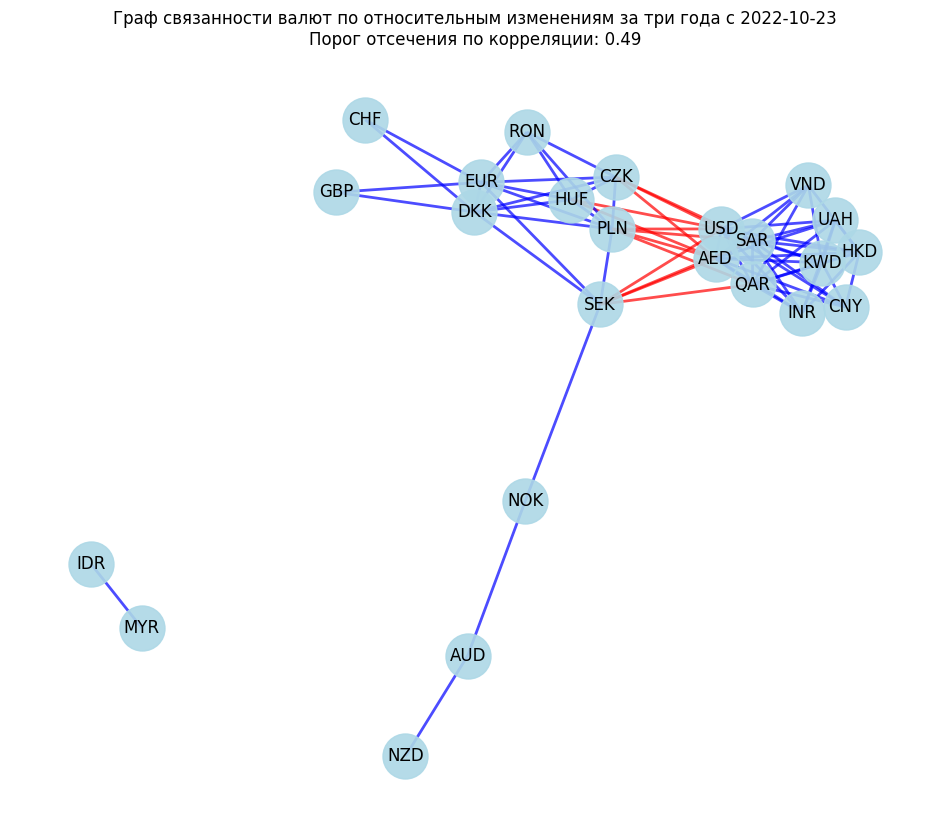 Граф связанности валют по относительным изменениям за три года с 2022-10-23
Порог отсечения по корреляции: 0.49
CHF
RON
CZK
EUR
VND
GBP
HUF
DKK
UAH
PLN
USD
SAR
HKD
AED
KWD
QAR
SEK
CNY
INR
NOK
IDR
MYR
AUD
NZD